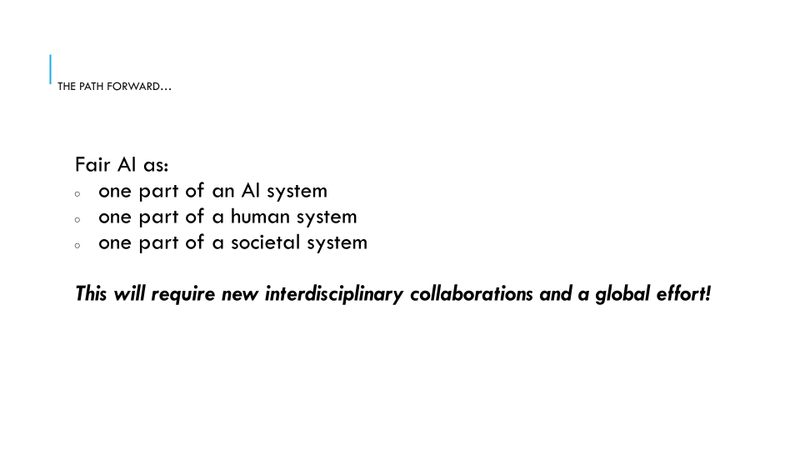 THE PATH FORWARD...
Fair AI as:
○ one part of an AI system
○ one part of a human system
○ one part of a societal system
This will require new interdisciplinary collaborations and a global effort!